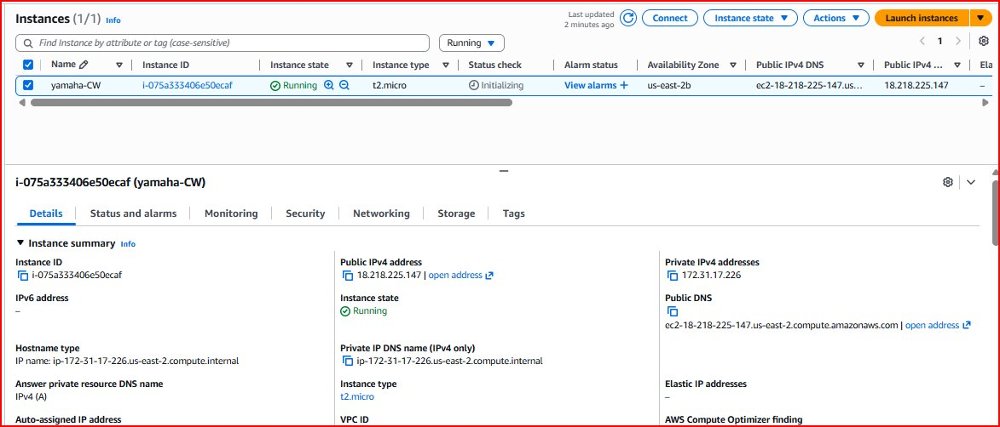 Instances (1/1) Info
Last updated
2 minutes ago
Connect
Instance state
Actions
Launch instances
Find Instance by attribute or tag (case-sensitive)
Running
1
Name Instance ID Instance state Instance type Status check Alarm status Availability Zone Public IPv4 DNS Public IPv4 ... Ela
yamaha-CW i-075a333406e50ecaf Running t2.micro Initializing View alarms + us-east-2b ec2-18-218-225-147.us... 18.218.225.147 –
i-075a333406e50ecaf (yamaha-CW)
Details Status and alarms Monitoring Security Networking Storage Tags
Instance summary Info
Instance ID
i-075a333406e50ecaf
Public IPv4 address
18.218.225.147 | open address
Private IPv4 addresses
172.31.17.226
IPv6 address
–
Instance state
Running
Public DNS
ec2-18-218-225-147.us-east-2.compute.amazonaws.com | open address
Hostname type
IP name: ip-172-31-17-226.us-east-2.compute.internal
Private IP DNS name (IPv4 only)
ip-172-31-17-226.us-east-2.compute.internal
Answer private resource DNS name
IPv4 (A)
Instance type
t2.micro
Elastic IP addresses
–
Auto-assigned IP address
VPC ID
AWS Compute Optimizer finding